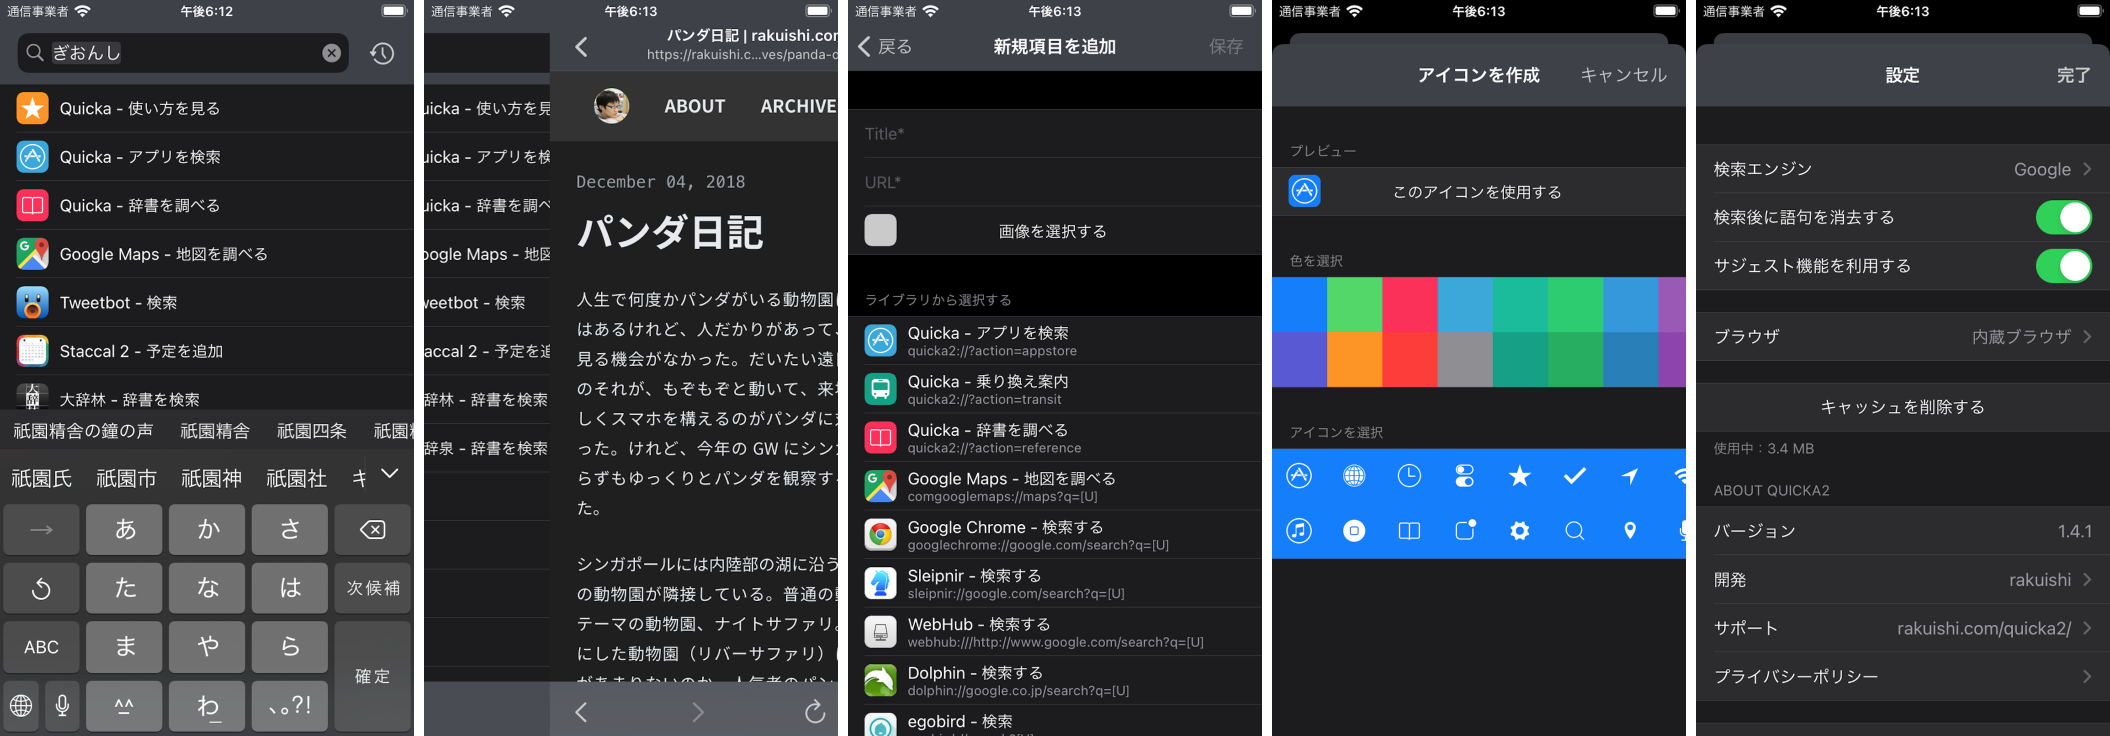 通信事業者 午後6:12
ぎおんし
Quicka - 使い方を見る
Quicka - アプリを検索
Quicka - 辞書を調べる
Google Maps - 地図を調べる
Tweetbot - 検索
Staccal 2 - 予定を追加
大辞林 - 辞書を検索
祇園精舎の鐘の声 祇園精舎 祇園四条 祇園
祇園氏 祇園市 祇園神 祇園社 キ
→ あ か さ
た な は 次候補
ABC ま や ら
^^ わ_ 、。?! 確定
通信事業者 午後6:13
パンダ日記 | rakuishi.com
https://rakuishi.c...ves/panda-d
uicka - 使い方を見
uicka - アプリを検
uicka - 辞書を調べ
oogle Maps - 地図
weetbot - 検索
accal 2 - 予定を追
辞林 - 辞書を検索
辞泉 - 辞書を検索
ABOUT ARCHIVE
December 04, 2018
パンダ日記
人生で何度かパンダがいる動物園に
はあるけれど、人だかりがあって、
見る機会がなかった。だいたい遠目
のそれが、もぞもぞと動いて、来場
しくスマホを構えるのがパンダに対
った。けれど、今年の GW にシン
らずもゆっくりとパンダを観察する
た。
シンガポールには内陸部の湖に沿う
の動物園が隣接している。普通の動
テーマの動物園、ナイトサファリ。
にした動物園（リバーサファリ）に
があまりないのか、人気者のパン
通信事業者 午後6:13
戻る 新規項目を追加 保存
Title*
URL*
画像を選択する
ライブラリから選択する
Quicka - アプリを検索
quicka2://?action=appstore
Quicka - 乗り換え案内
quicka2://?action=transit
Quicka - 辞書を調べる
quicka2://?action=reference
Google Maps - 地図を調べる
comgooglemaps://maps?q=[U]
Google Chrome - 検索する
googlechrome://google.com/search?q=[U]
Sleipnir - 検索する
sleipnir://google.com/search?q=[U]
WebHub - 検索する
webhub:///http://www.google.com/search?q=[U]
Dolphin - 検索する
dolphin://google.co.jp/search?q=[U]
egobird - 検索
通信事業者 午後6:13
アイコンを作成 キャンセル
プレビュー
このアイコンを使用する
色を選択
アイコンを選択
通信事業者 午後6:13
設定 完了
検索エンジン Google
検索後に語句を消去する
サジェスト機能を利用する
ブラウザ 内蔵ブラウザ
キャッシュを削除する
使用中：3.4 MB
ABOUT QUICKA2
バージョン 1.4.1
開発 rakuishi
サポート rakuishi.com/quicka2/
プライバシーポリシー